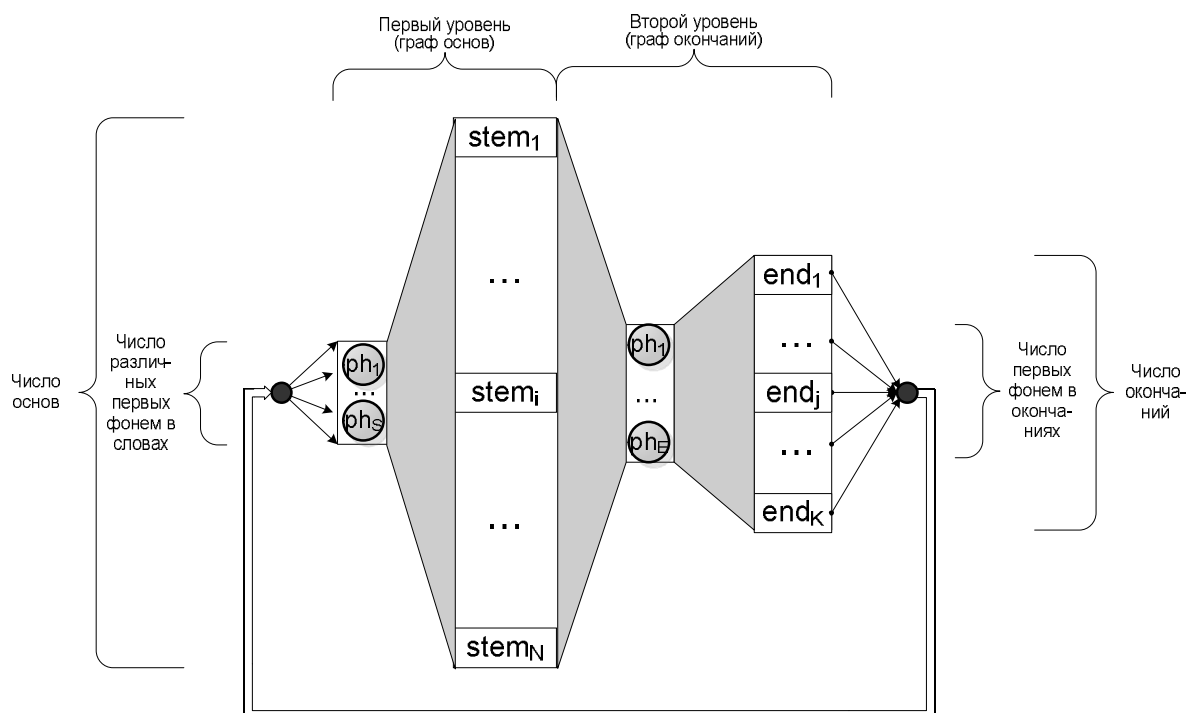 Первый уровень
(граф основ)
Второй уровень
(граф окончаний)
Число
основ
Число
различ-
ных
первых
фонем в
словах
ph1
...
phS
stem1
...
stemi
...
stemN
ph1
...
phE
end1
...
endj
...
endK
Число
первых
фонем в
оконча-
ниях
Число
оконча-
ний